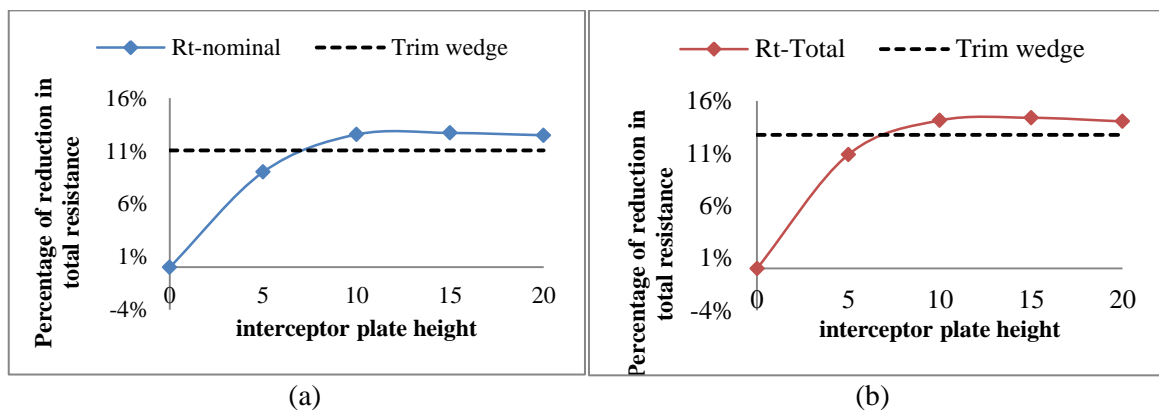 Rt-nominal Trim wedge
Percentage of reduction in
total resistance
16%
11%
6%
1%
-4%
0 5 10 15 20
interceptor plate height
(a)
Rt-Total Trim wedge
Percentage of reduction in
total resistance
16%
11%
6%
1%
-4%
0 5 10 15 20
interceptor plate height
(b)